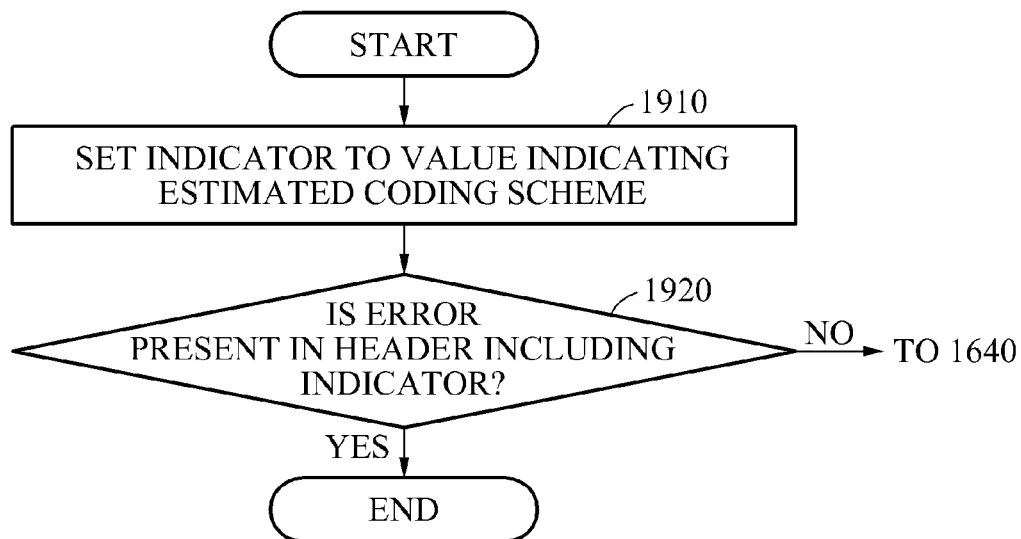 START
1910
SET INDICATOR TO VALUE INDICATING
ESTIMATED CODING SCHEME
1920
IS ERROR
PRESENT IN HEADER INCLUDING
INDICATOR?
NO
TO 1640
YES
END